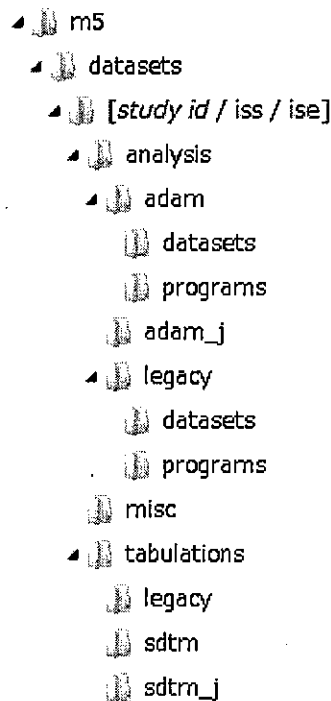 m5
datasets
[study id / iss / ise]
analysis
adam
datasets
programs
adam_j
legacy
datasets
programs
misc
tabulations
legacy
sdtm
sdtm_j